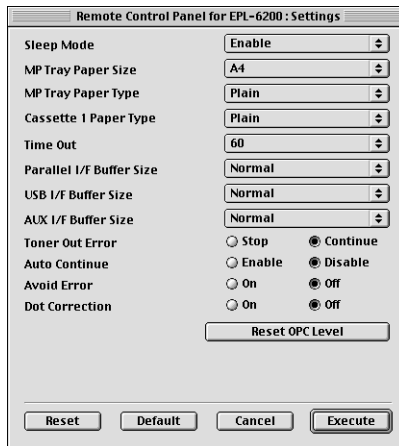 Remote Control Panel for EPL-6200 : Settings
Sleep Mode Enable
MP Tray Paper Size A4
MP Tray Paper Type Plain
Cassette 1 Paper Type Plain
Time Out 60
Parallel I/F Buffer Size Normal
USB I/F Buffer Size Normal
AUX I/F Buffer Size Normal
Toner Out Error Stop Continue
Auto Continue Enable Disable
Avoid Error On Off
Dot Correction On Off
Reset OPC Level
Reset Default Cancel Execute